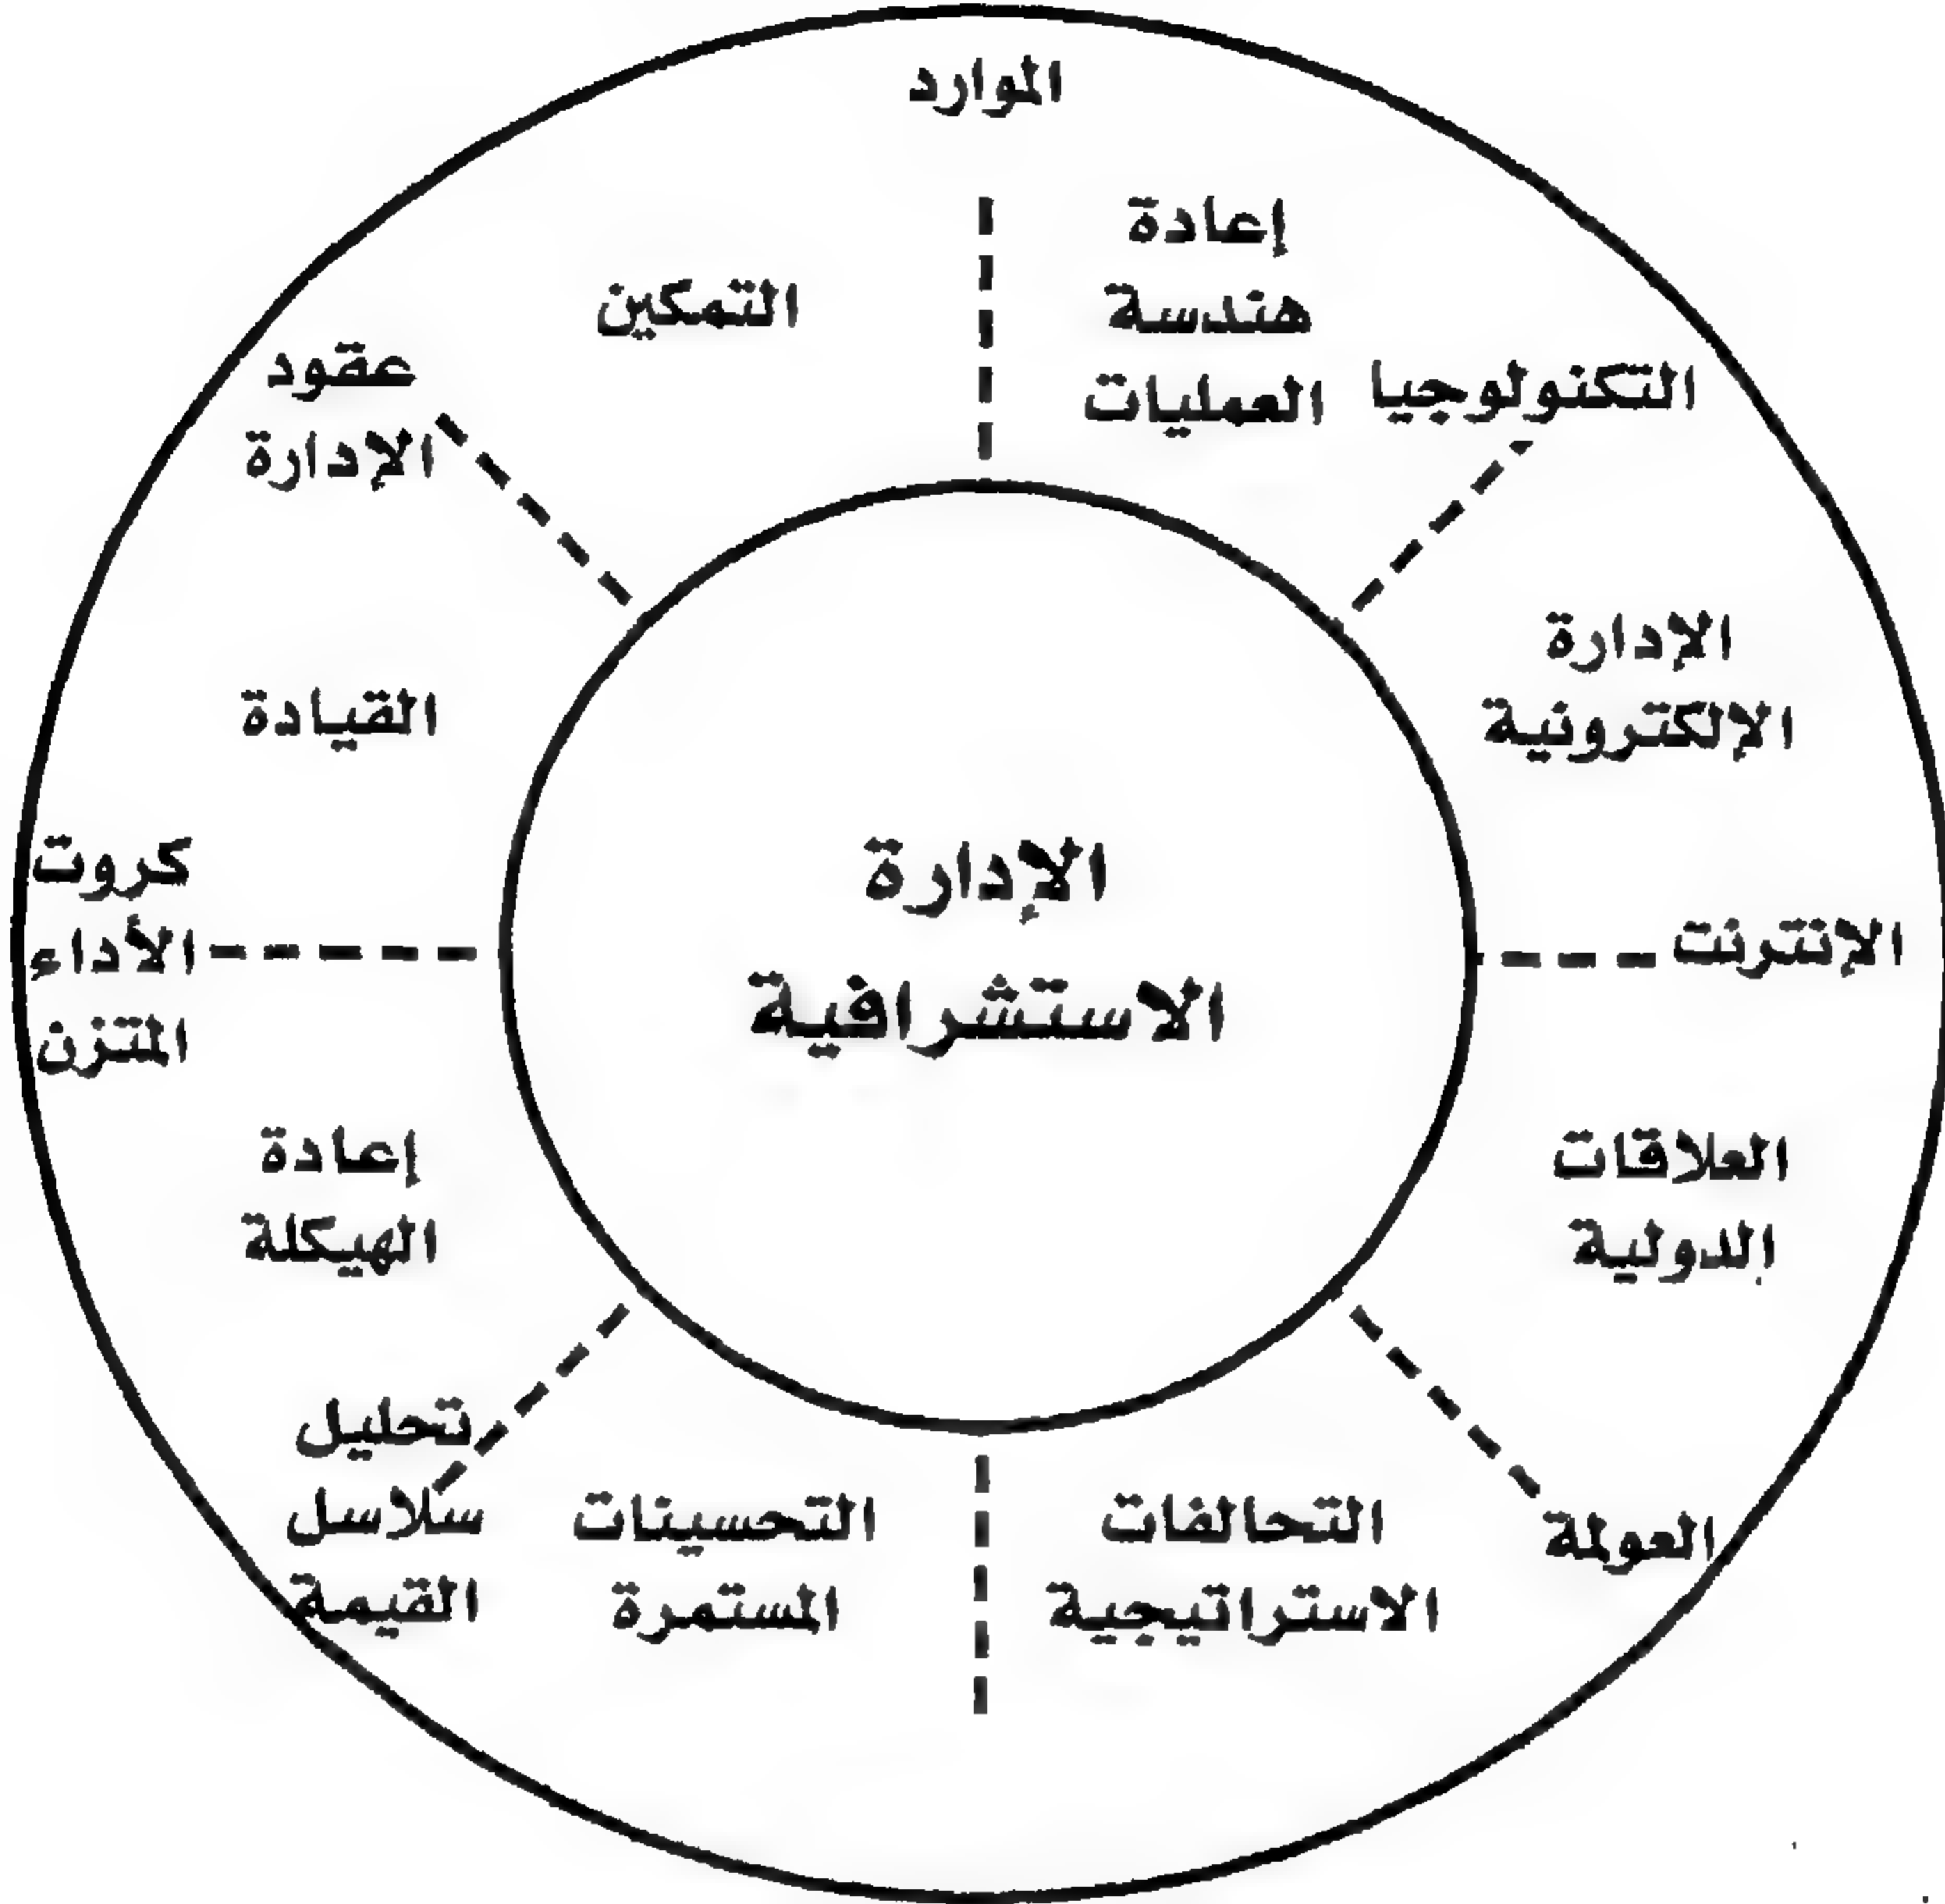 الموارد
إعادة
هندسة
العمليات
التمكين
التكنولوجيا
عقود
الإدارة
الإدارة
الإلكترونية
القيادة
الإدارة
الاستشرافية
الإنترنت
كروت
الأداء
المتزن
العلاقات
الدولية
إعادة
الهيكلة
العولمة
التحالفات
الاستراتيجية
التحسينات
المستمرة
تحليل
سلاسل
القيمة